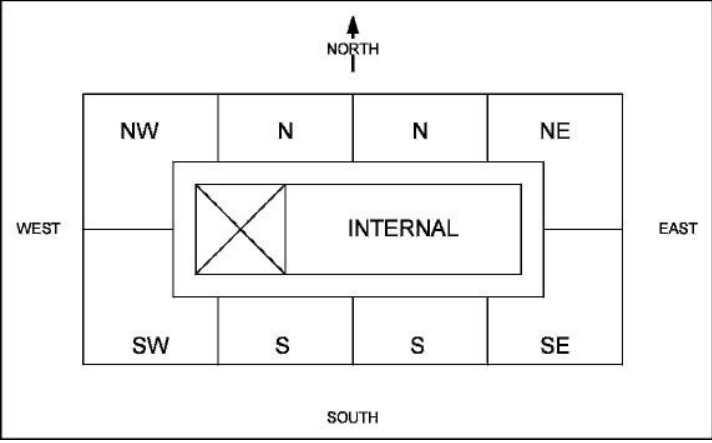 NORTH
NW N N NE
WEST INTERNAL EAST
SW S S SE
SOUTH